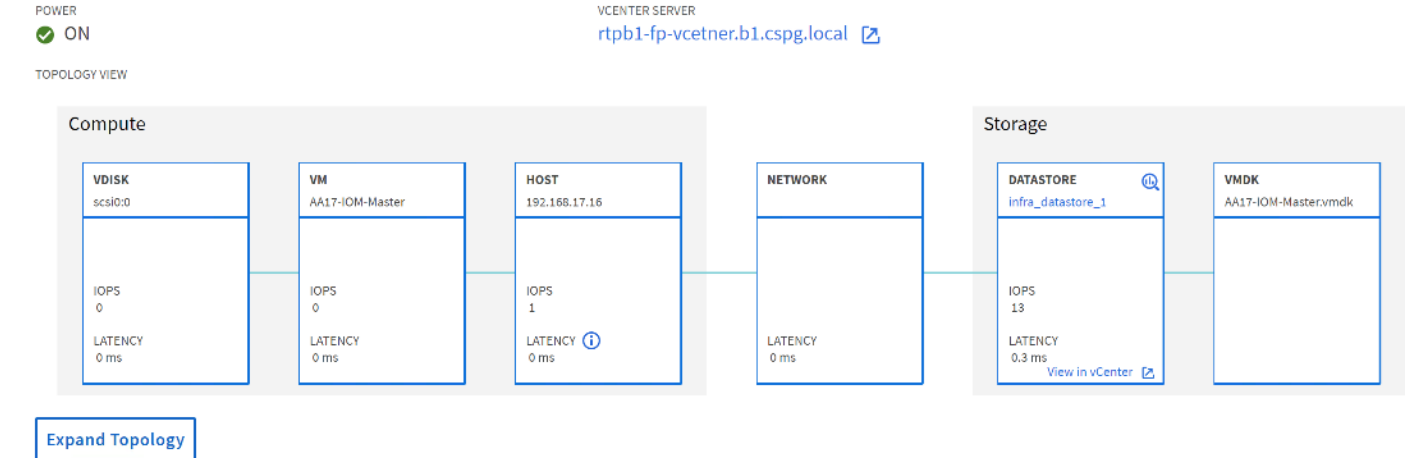 POWER
ON
VCENTER SERVER
rtpb1-fp-vcetner.b1.cspg.local
TOPOLOGY VIEW
Compute
VDISK
scsi0:0
IOPS
0
LATENCY
0 ms
VM
AA17-IOM-Master
IOPS
0
LATENCY
0 ms
HOST
192.168.17.16
IOPS
1
LATENCY
0 ms
NETWORK
LATENCY
0 ms
Storage
DATASTORE
infra_datastore_1
IOPS
13
LATENCY
0.3 ms
View in vCenter
VMDK
AA17-IOM-Master.vmdk
Expand Topology